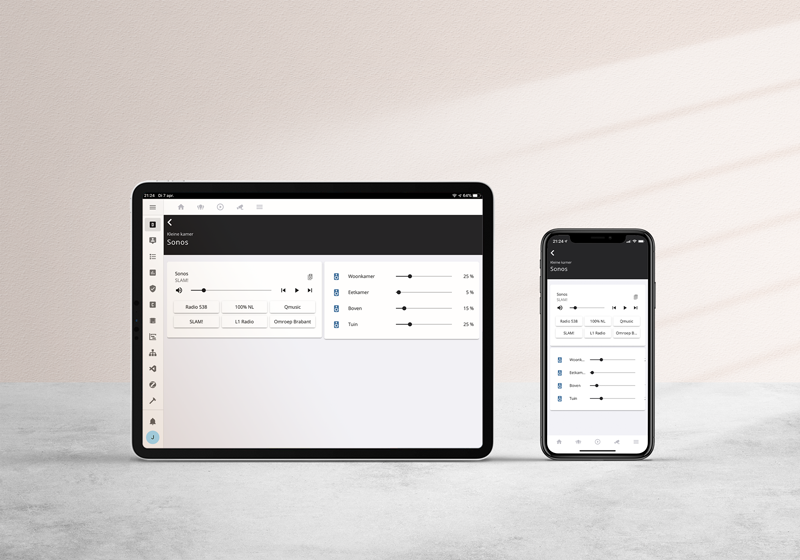 21:24 Di 7 apr.
64%
Kleine kamer
Sonos
Sonos
SLAM!
Radio 538
100% NL
Qmusic
SLAM!
L1 Radio
Omroep Brabant
Woonkamer 25 %
Eetkamer 5 %
Boven 15 %
Tuin 25 %
J
21:24
Kleine kamer
Sonos
Sonos
SLAM!
Radio 538
100% NL
Qmusic
SLAM!
L1 Radio
Omroep B...
Woonk...
Eetkam...
Boven
Tuin